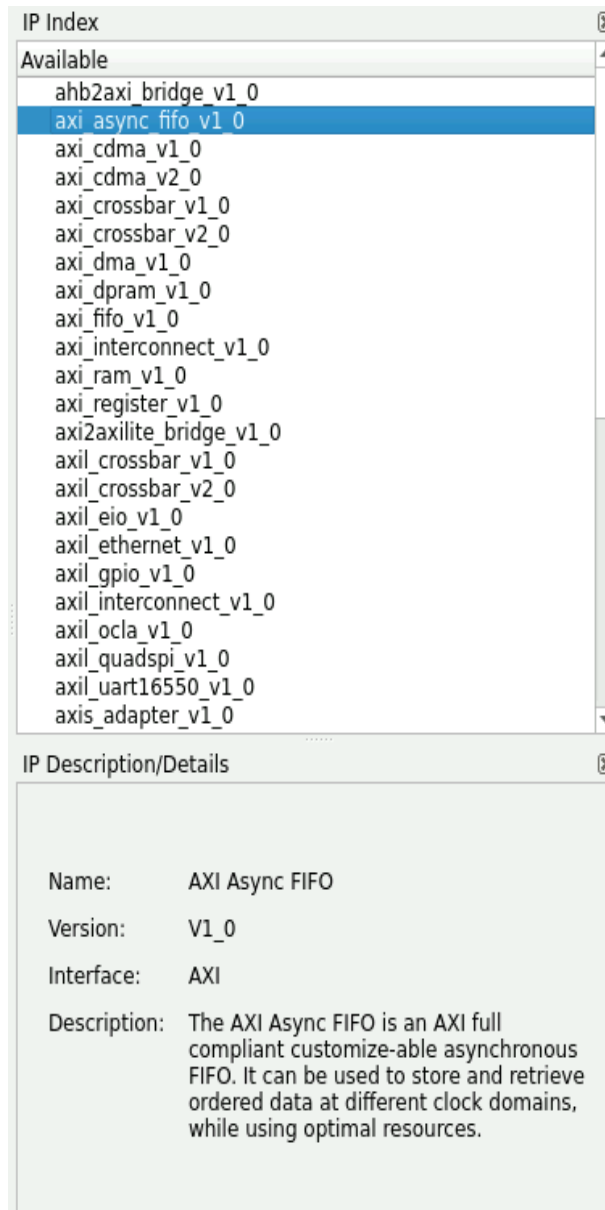 IP Index
Available
ahb2axi_bridge_v1_0
axi_async_fifo_v1_0
axi_cdma_v1_0
axi_cdma_v2_0
axi_crossbar_v1_0
axi_crossbar_v2_0
axi_dma_v1_0
axi_dpram_v1_0
axi_fifo_v1_0
axi_interconnect_v1_0
axi_ram_v1_0
axi_register_v1_0
axi2axilite_bridge_v1_0
axil_crossbar_v1_0
axil_crossbar_v2_0
axil_eio_v1_0
axil_ethernet_v1_0
axil_gpio_v1_0
axil_interconnect_v1_0
axil_ocla_v1_0
axil_quadspi_v1_0
axil_uart16550_v1_0
axis_adapter_v1_0
IP Description/Details
Name: AXI Async FIFO
Version: V1_0
Interface: AXI
Description: The AXI Async FIFO is an AXI full
compliant customize-able asynchronous
FIFO. It can be used to store and retrieve
ordered data at different clock domains,
while using optimal resources.